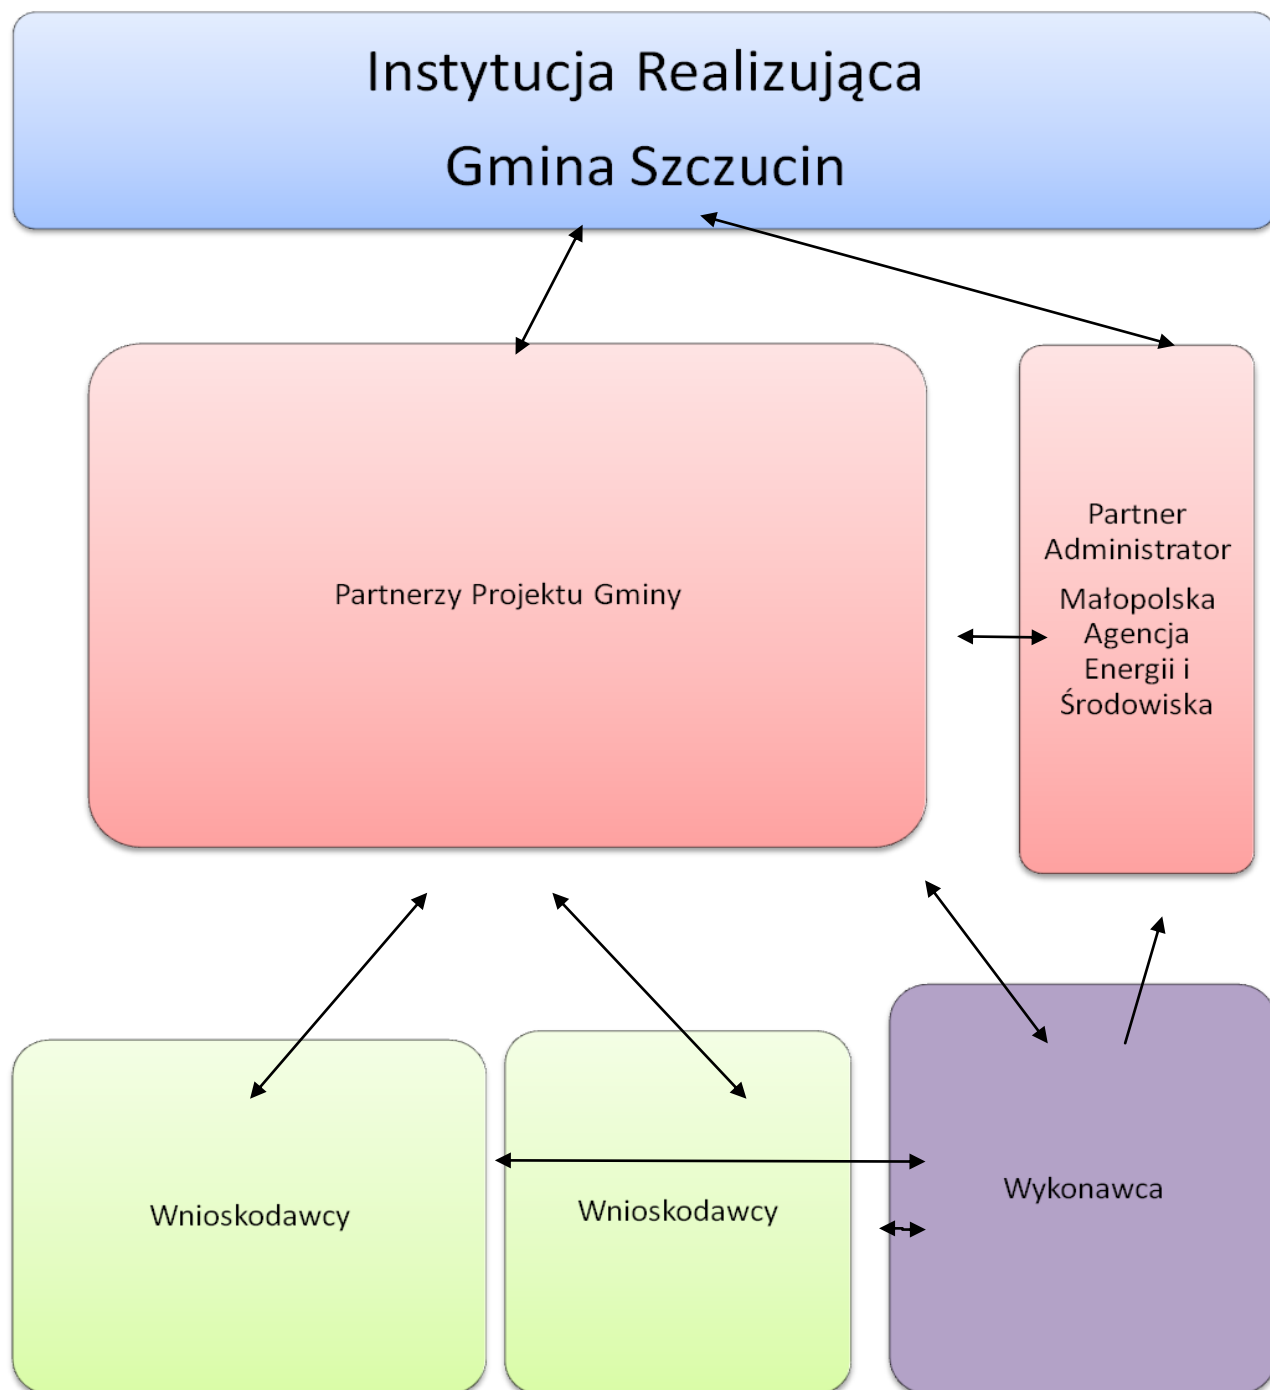 Instytucja Realizująca
Gmina Szczucin
Partnerzy Projektu Gminy
Partner
Administrator
Małopolska
Agencja
Energii i
Środowiska
Wnioskodawcy
Wnioskodawcy
Wykonawca